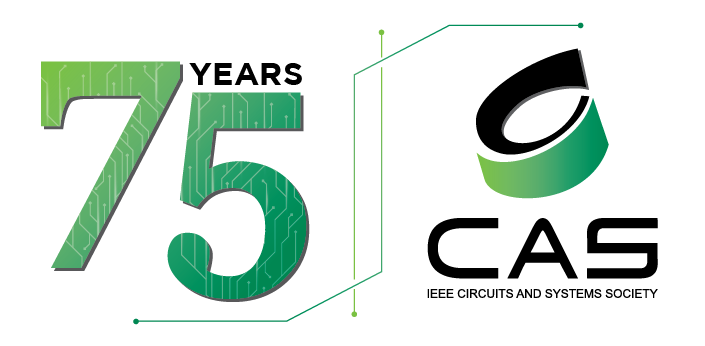 75
YEARS
CAS
IEEE CIRCUITS AND SYSTEMS SOCIETY